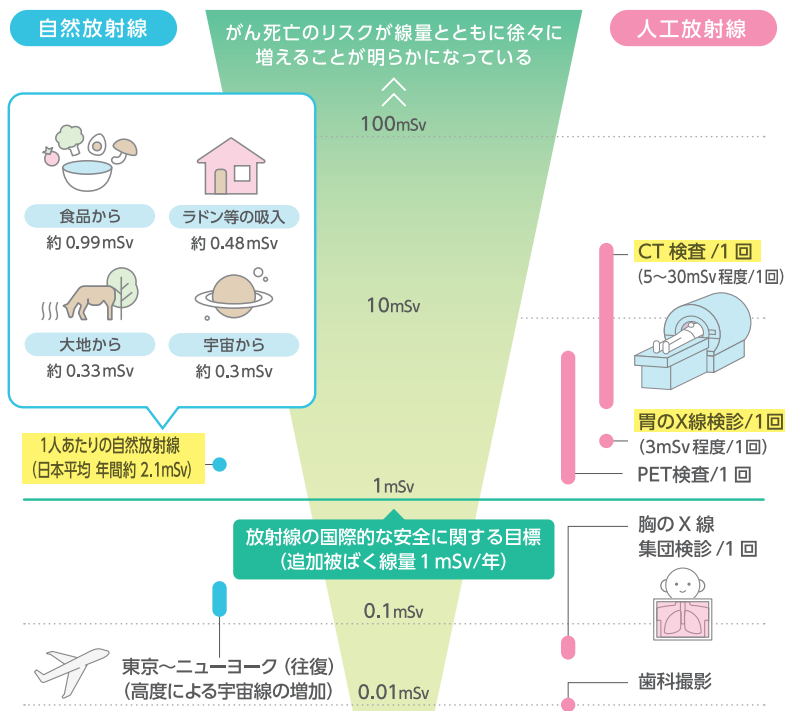 自然放射線
がん死亡のリスクが線量とともに徐々に
増えることが明らかになっている
人工放射線
100mSv
食品から
約0.99mSv
ラドン等の吸入
約0.48mSv
大地から
約0.33mSv
宇宙から
約0.3mSv
CT検査/1回
(5〜30mSv程度/1回)
10mSv
胃のX線検診/1回
(3mSv程度/1回)
PET検査/1回
1人あたりの自然放射線
(日本平均 年間約2.1mSv)
1mSv
放射線の国際的な安全に関する目標
(追加被ばく線量1mSv/年)
胸のX線
集団検診/1回
0.1mSv
東京〜ニューヨーク(往復)
(高度による宇宙線の増加)
0.01mSv
歯科撮影